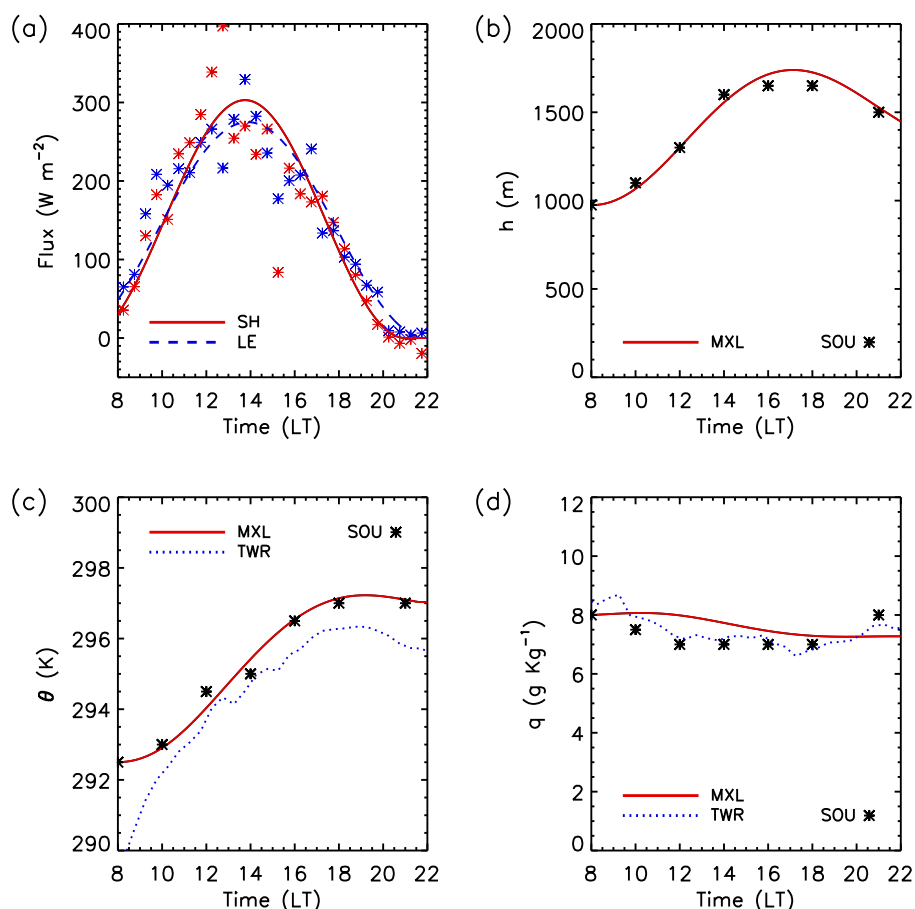 (a)
400
300
200
100
0
Flux (W m⁻²)
SH
LE
8 10 12 14 16 18 20 22
Time (LT)
(b)
2000
1500
1000
500
0
h (m)
MXL SOU
8 10 12 14 16 18 20 22
Time (LT)
(c)
300
298
296
294
292
290
θ (K)
MXL SOU
TWR
8 10 12 14 16 18 20 22
Time (LT)
(d)
12
10
8
6
4
2
0
q (g Kg⁻¹)
MXL
TWR SOU
8 10 12 14 16 18 20 22
Time (LT)